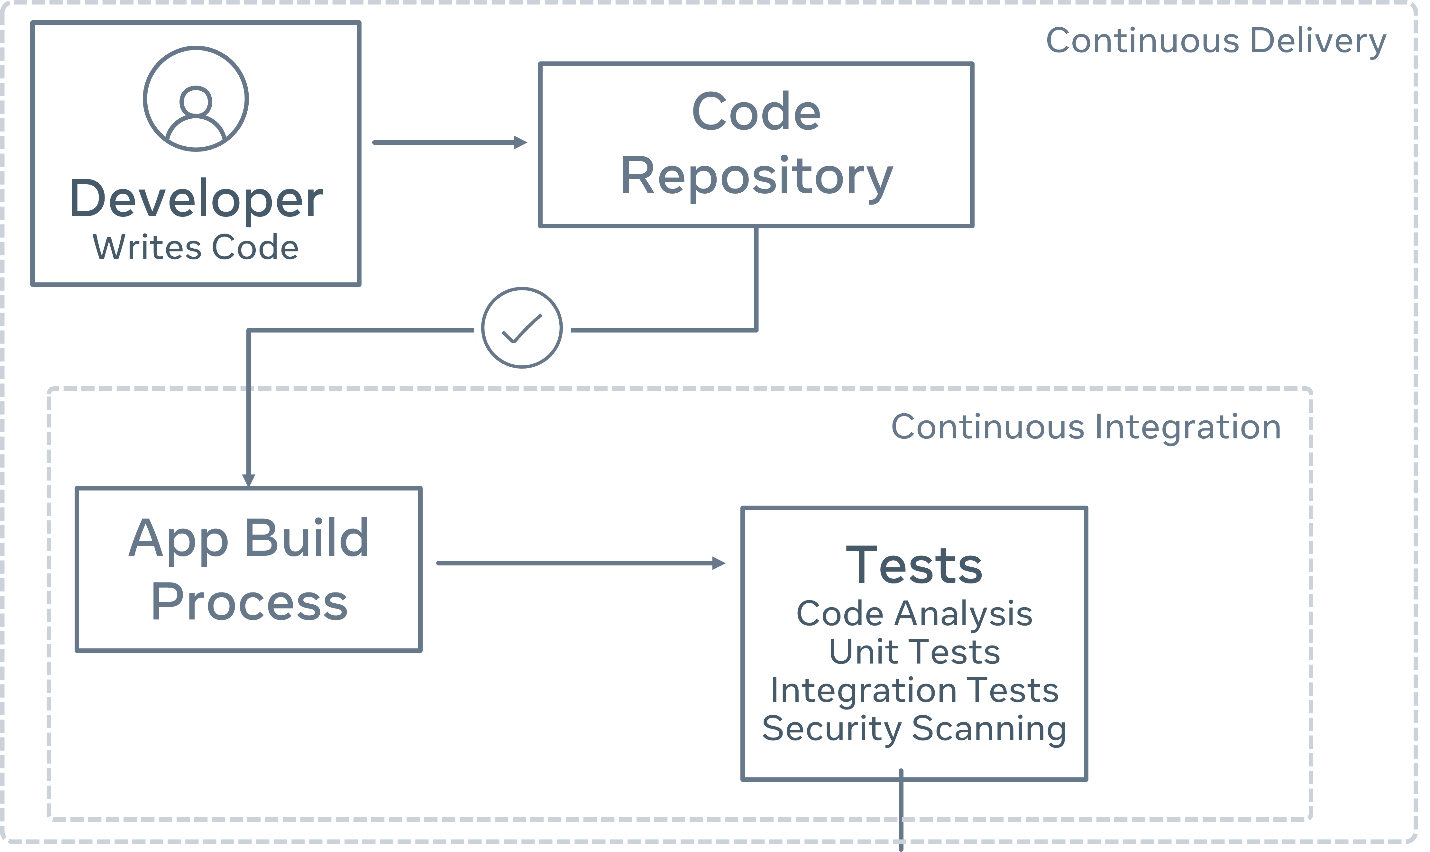 Continuous Delivery
Developer
Writes Code
Code
Repository
Continuous Integration
App Build
Process
Tests
Code Analysis
Unit Tests
Integration Tests
Security Scanning